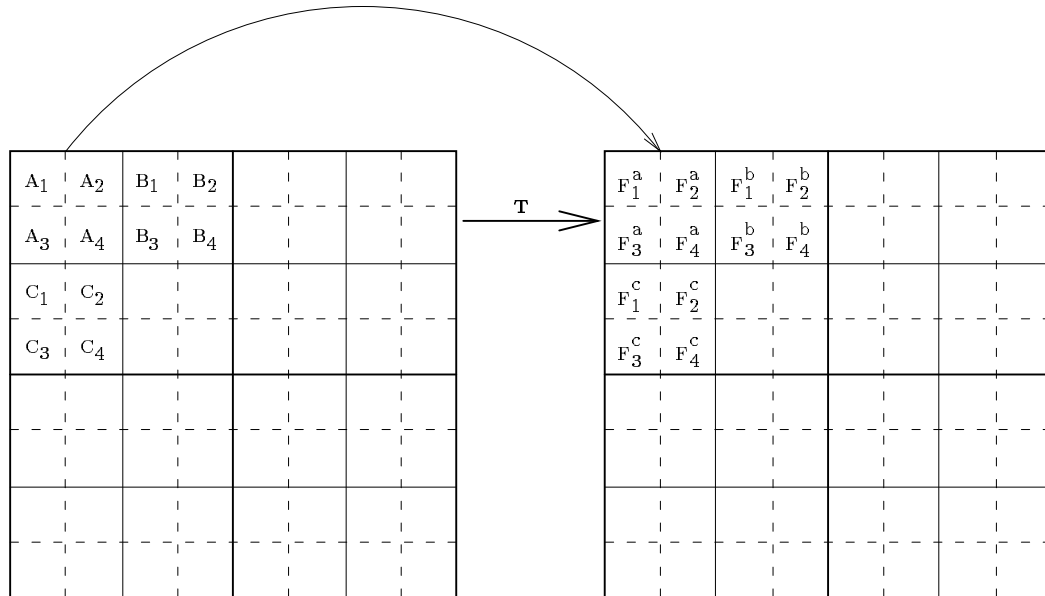 A₁ A₂ B₁ B₂ F₁ᵃ F₂ᵃ F₁ᵇ F₂ᵇ
T
A₃ A₄ B₃ B₄ F₃ᵃ F₄ᵃ F₃ᵇ F₄ᵇ
C₁ C₂ F₁ᶜ F₂ᶜ
C₃ C₄ F₃ᶜ F₄ᶜ